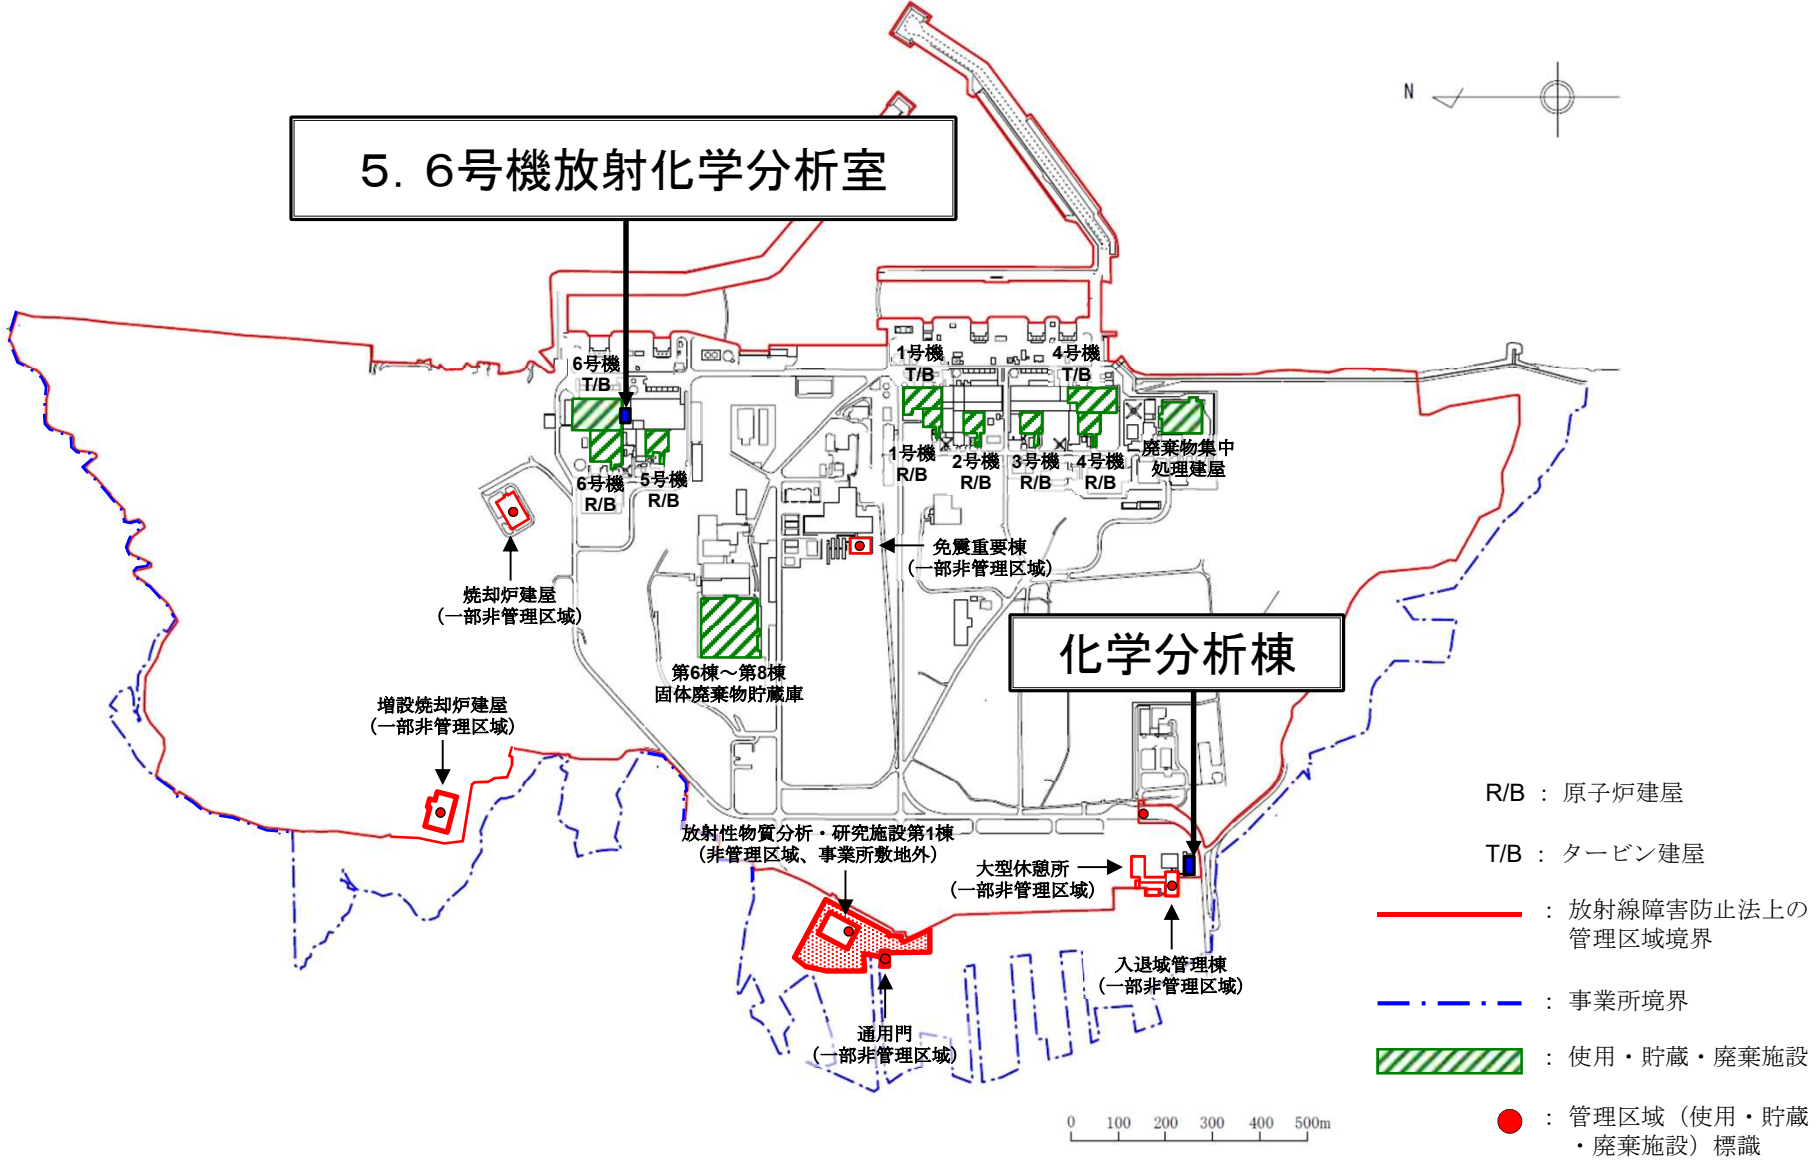 N
5. 6号機放射化学分析室
6号機
T/B
1号機
T/B
4号機
T/B
6号機
R/B
5号機
R/B
1号機
R/B
2号機
R/B
3号機
R/B
4号機
R/B
廃棄物集中
処理建屋
免震重要棟
(一部非管理区域)
焼却炉建屋
(一部非管理区域)
化学分析棟
第6棟～第8棟
固体廃棄物貯蔵庫
増設焼却炉建屋
(一部非管理区域)
放射性物質分析・研究施設第1棟
(非管理区域、事業所敷地外)
大型休憩所
(一部非管理区域)
入退域管理棟
(一部非管理区域)
通用門
(一部非管理区域)
R/B : 原子炉建屋
T/B : タービン建屋
: 放射線障害防止法上の
管理区域境界
: 事業所境界
: 使用・貯蔵・廃棄施設
: 管理区域（使用・貯蔵
・廃棄施設）標識
0 100 200 300 400 500m